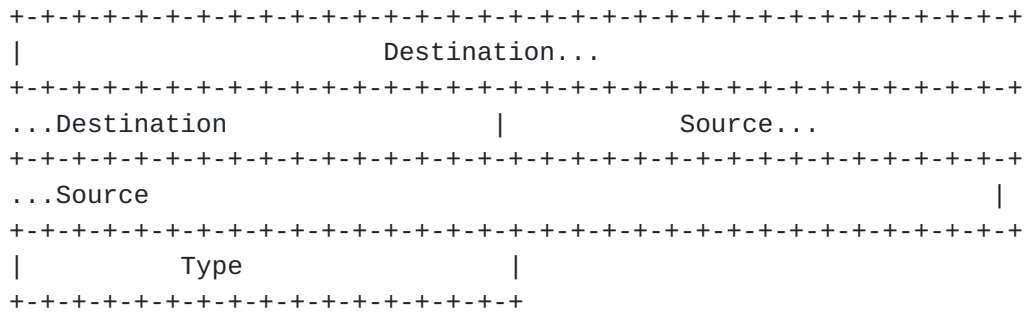 +-+-+-+-+-+-+-+-+-+-+-+-+-+-+-+-+-+-+-+-+-+-+-+-+-+-+-+-+-+-+-+-+
|                       Destination...
+-+-+-+-+-+-+-+-+-+-+-+-+-+-+-+-+-+-+-+-+-+-+-+-+-+-+-+-+-+-+-+-+
...Destination                 |           Source...
+-+-+-+-+-+-+-+-+-+-+-+-+-+-+-+-+-+-+-+-+-+-+-+-+-+-+-+-+-+-+-+-+
...Source                                                      |
+-+-+-+-+-+-+-+-+-+-+-+-+-+-+-+-+-+-+-+-+-+-+-+-+-+-+-+-+-+-+-+-+
|          Type                 |
+-+-+-+-+-+-+-+-+-+-+-+-+-+-+-+-+